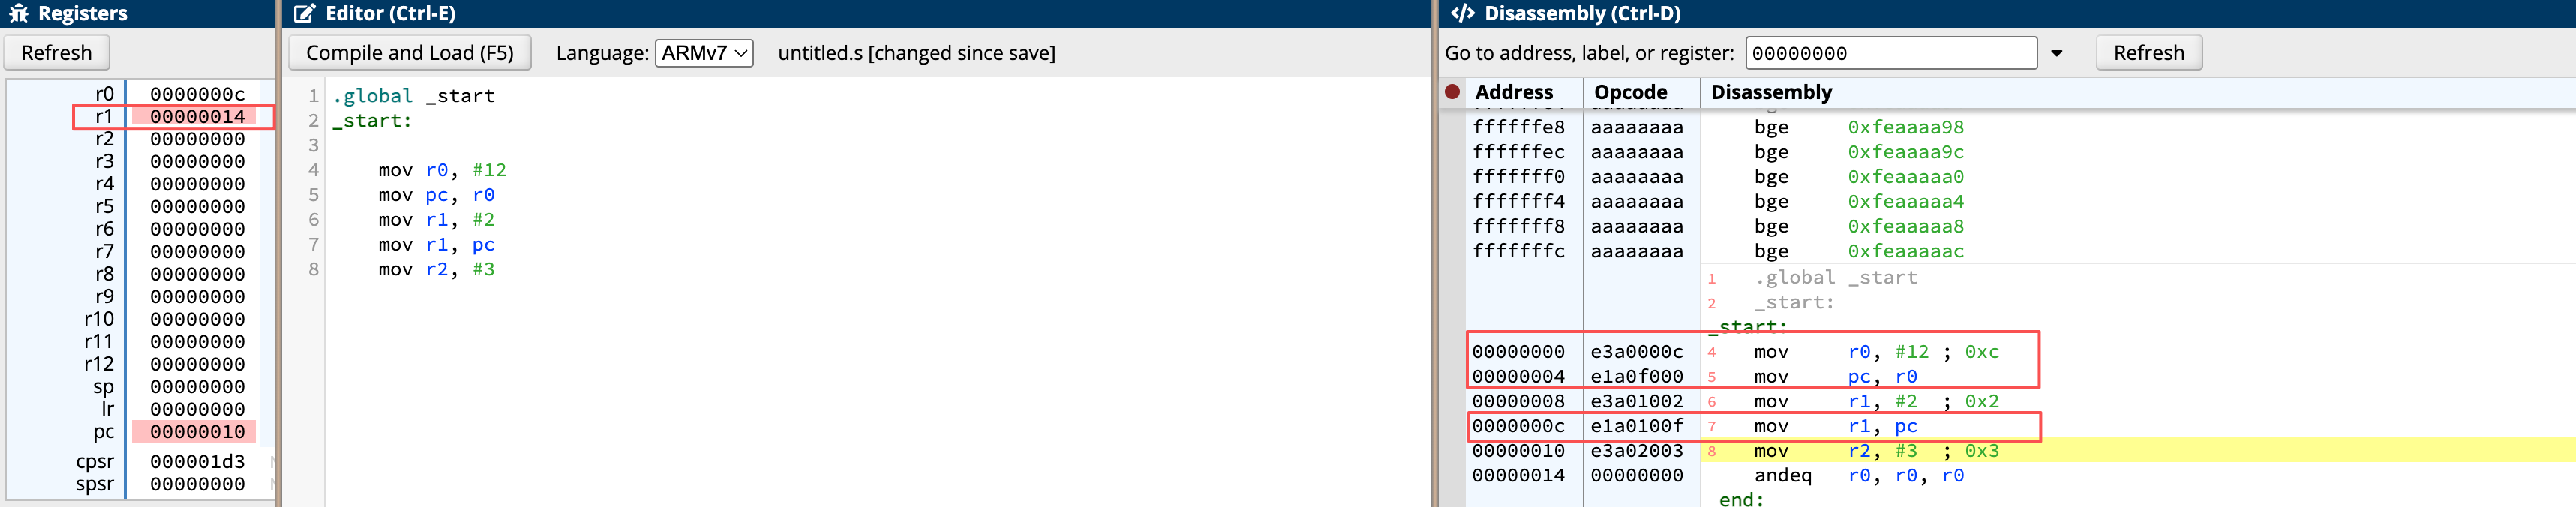 Registers
Refresh
r0 0000000c
r1 00000014
r2 00000000
r3 00000000
r4 00000000
r5 00000000
r6 00000000
r7 00000000
r8 00000000
r9 00000000
r10 00000000
r11 00000000
r12 00000000
sp 00000000
lr 00000000
pc 00000010
cpsr 000001d3
spsr 00000000
Editor (Ctrl-E)
Compile and Load (F5) Language: ARMv7 untitled.s [changed since save]
1 .global _start
2 _start:
3
4 mov r0, #12
5 mov pc, r0
6 mov r1, #2
7 mov r1, pc
8 mov r2, #3
Disassembly (Ctrl-D)
Go to address, label, or register: 00000000 Refresh
Address Opcode Disassembly
ffffffe8 aaaaaaaa bge 0xfeaaaa98
ffffffec aaaaaaaa bge 0xfeaaaa9c
fffffff0 aaaaaaaa bge 0xfeaaaaa0
fffffff4 aaaaaaaa bge 0xfeaaaaa4
fffffff8 aaaaaaaa bge 0xfeaaaaa8
fffffffc aaaaaaaa bge 0xfeaaaaac
1 .global _start
2 _start:
_start:
00000000 e3a0000c 4 mov r0, #12 ; 0xc
00000004 e1a0f000 5 mov pc, r0
00000008 e3a01002 6 mov r1, #2 ; 0x2
0000000c e1a0100f 7 mov r1, pc
00000010 e3a02003 8 mov r2, #3 ; 0x3
00000014 00000000 andeq r0, r0, r0
end: